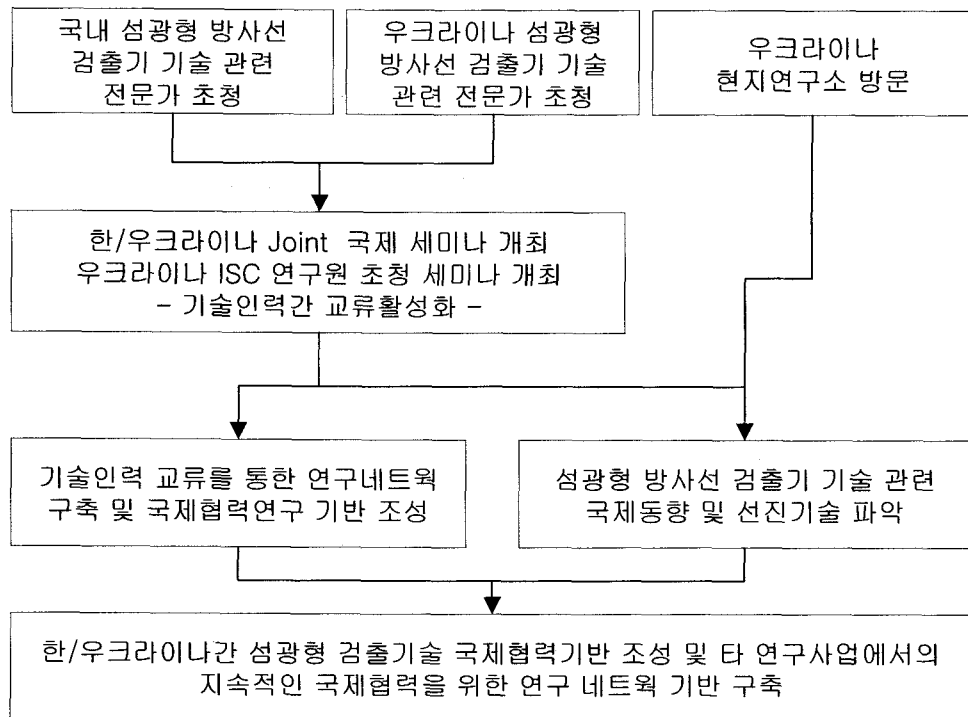 국내 섬광형 방사선
검출기 기술 관련
전문가 초청
우크라이나 섬광형
방사선 검출기 기술
관련 전문가 초청
우크라이나
현지연구소 방문
한/우크라이나 Joint 국제 세미나 개최
우크라이나 ISC 연구원 초청 세미나 개최
– 기술인력간 교류활성화 –
기술인력 교류를 통한 연구네트웍
구축 및 국제협력연구 기반 조성
섬광형 방사선 검출기 기술 관련
국제동향 및 선진기술 파악
한/우크라이나간 섬광형 검출기술 국제협력기반 조성 및 타 연구사업에서의
지속적인 국제협력을 위한 연구 네트웍 기반 구축